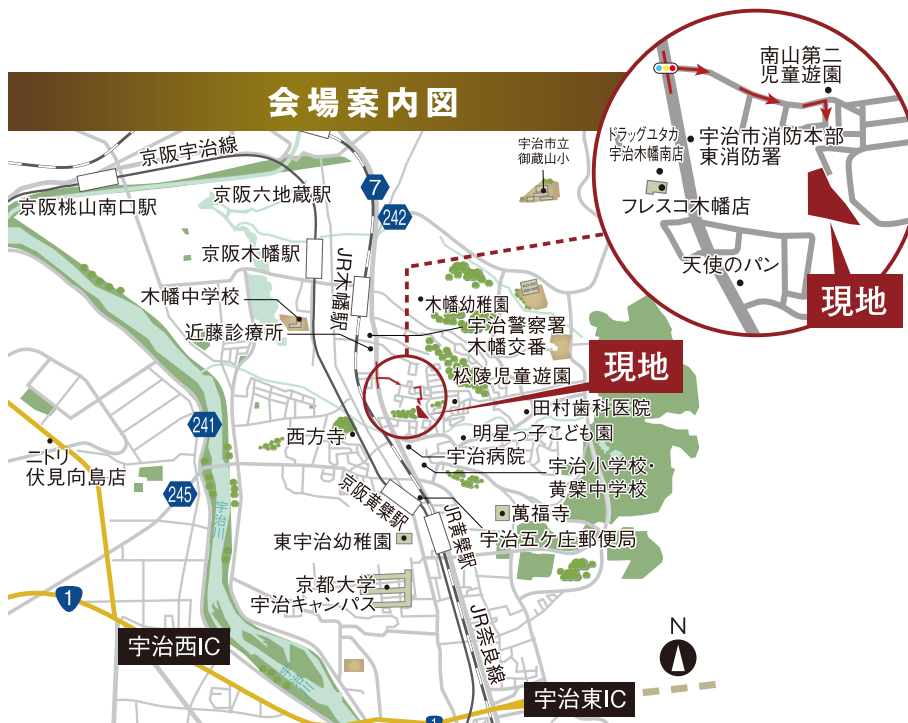 会場案内図
南山第二
児童遊園
ドラッグユタカ
宇治木幡南店
宇治市消防本部
東消防署
フレスコ木幡店
天使のパン
現地
京阪宇治線
宇治市立
御蔵山小
京阪桃山南口駅
京阪六地蔵駅
7
242
京阪木幡駅
JR木幡駅
木幡中学校
木幡幼稚園
近藤診療所
宇治警察署
木幡交番
現地
松陵児童遊園
田村歯科医院
241
西方寺
明星っ子こども園
宇治病院
ニトリ
伏見向島店
宇治小学校・
黄檗中学校
245
京阪黄檗駅
萬福寺
宇治川
JR黄檗駅
宇治五ケ庄郵便局
東宇治幼稚園
京都大学
宇治キャンパス
1
JR奈良線
宇治西IC
N
宇治川
宇治東IC
1